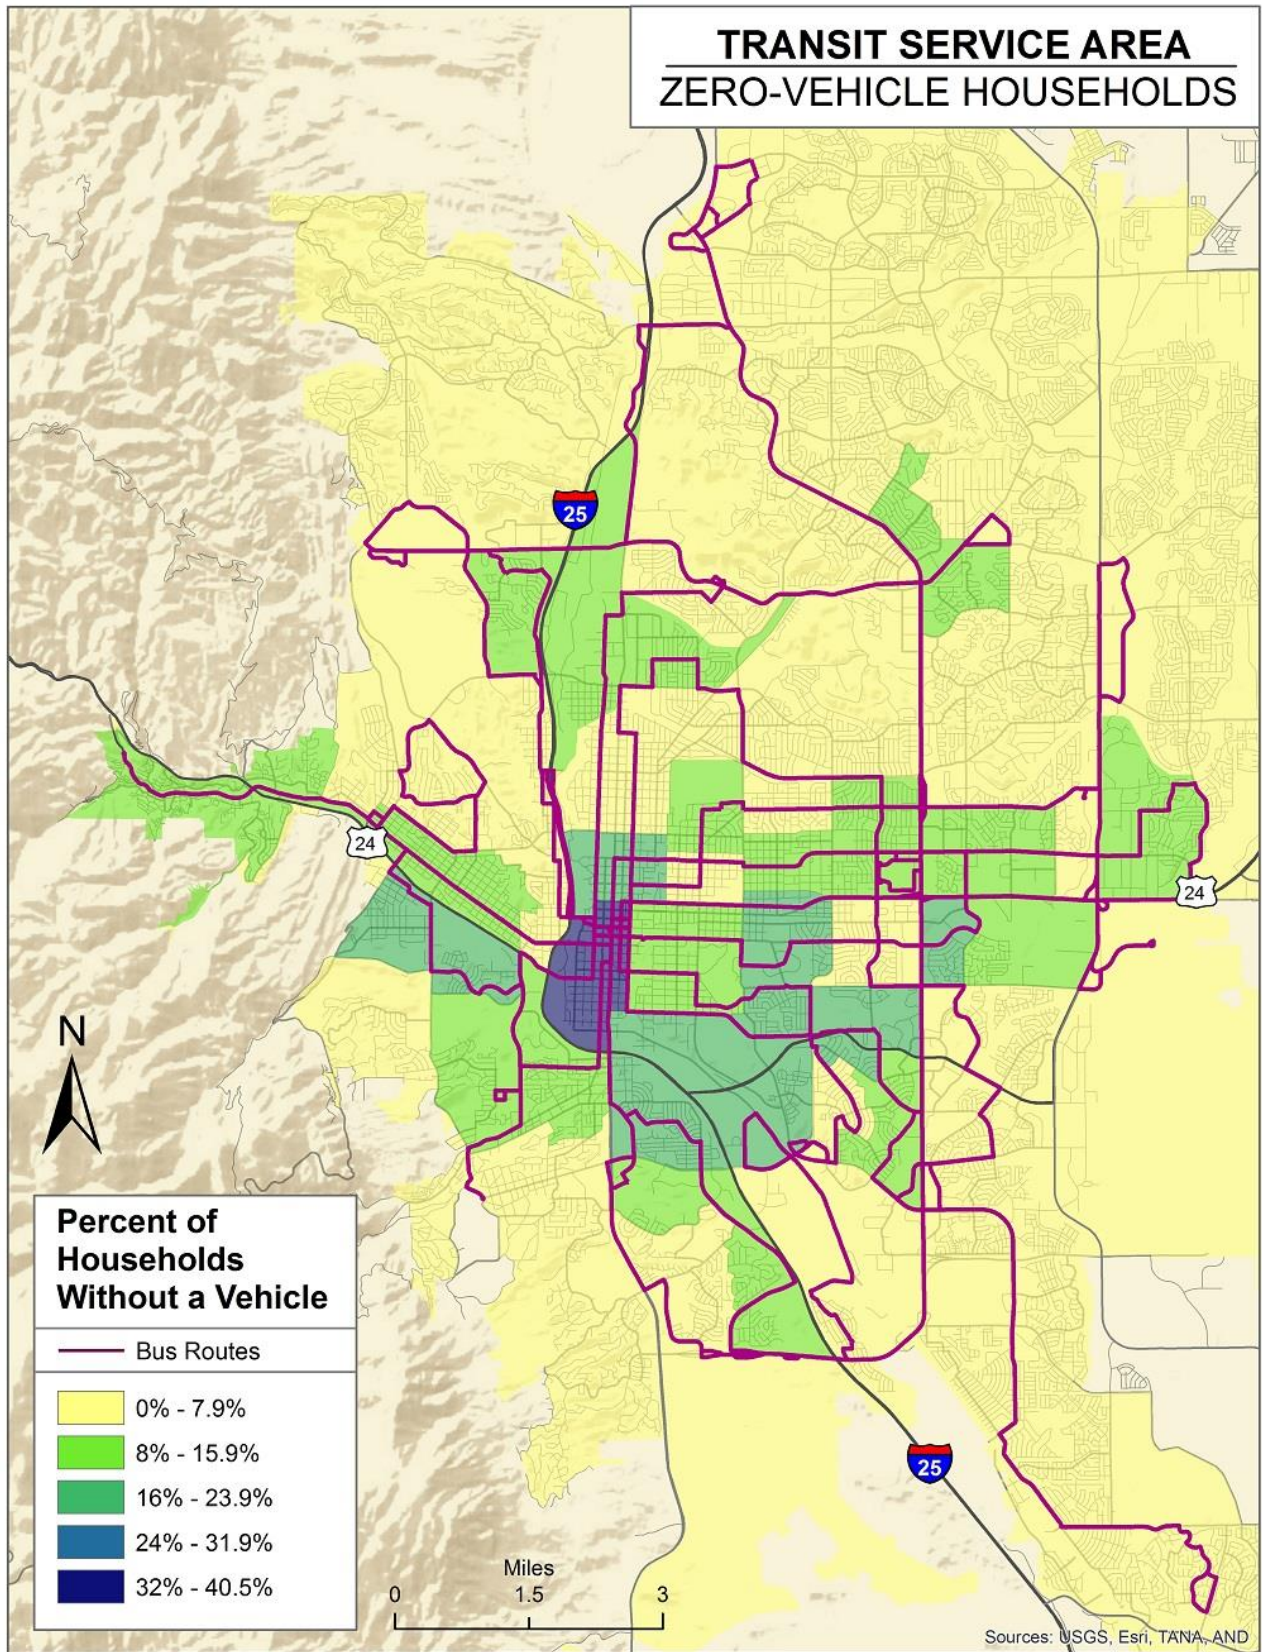 TRANSIT SERVICE AREA
ZERO-VEHICLE HOUSEHOLDS
25
24
24
N
Percent of
Households
Without a Vehicle
Bus Routes
0% - 7.9%
8% - 15.9%
16% - 23.9%
24% - 31.9%
32% - 40.5%
25
Miles
0 1.5 3
Sources: USGS, Esri, TANA, AND